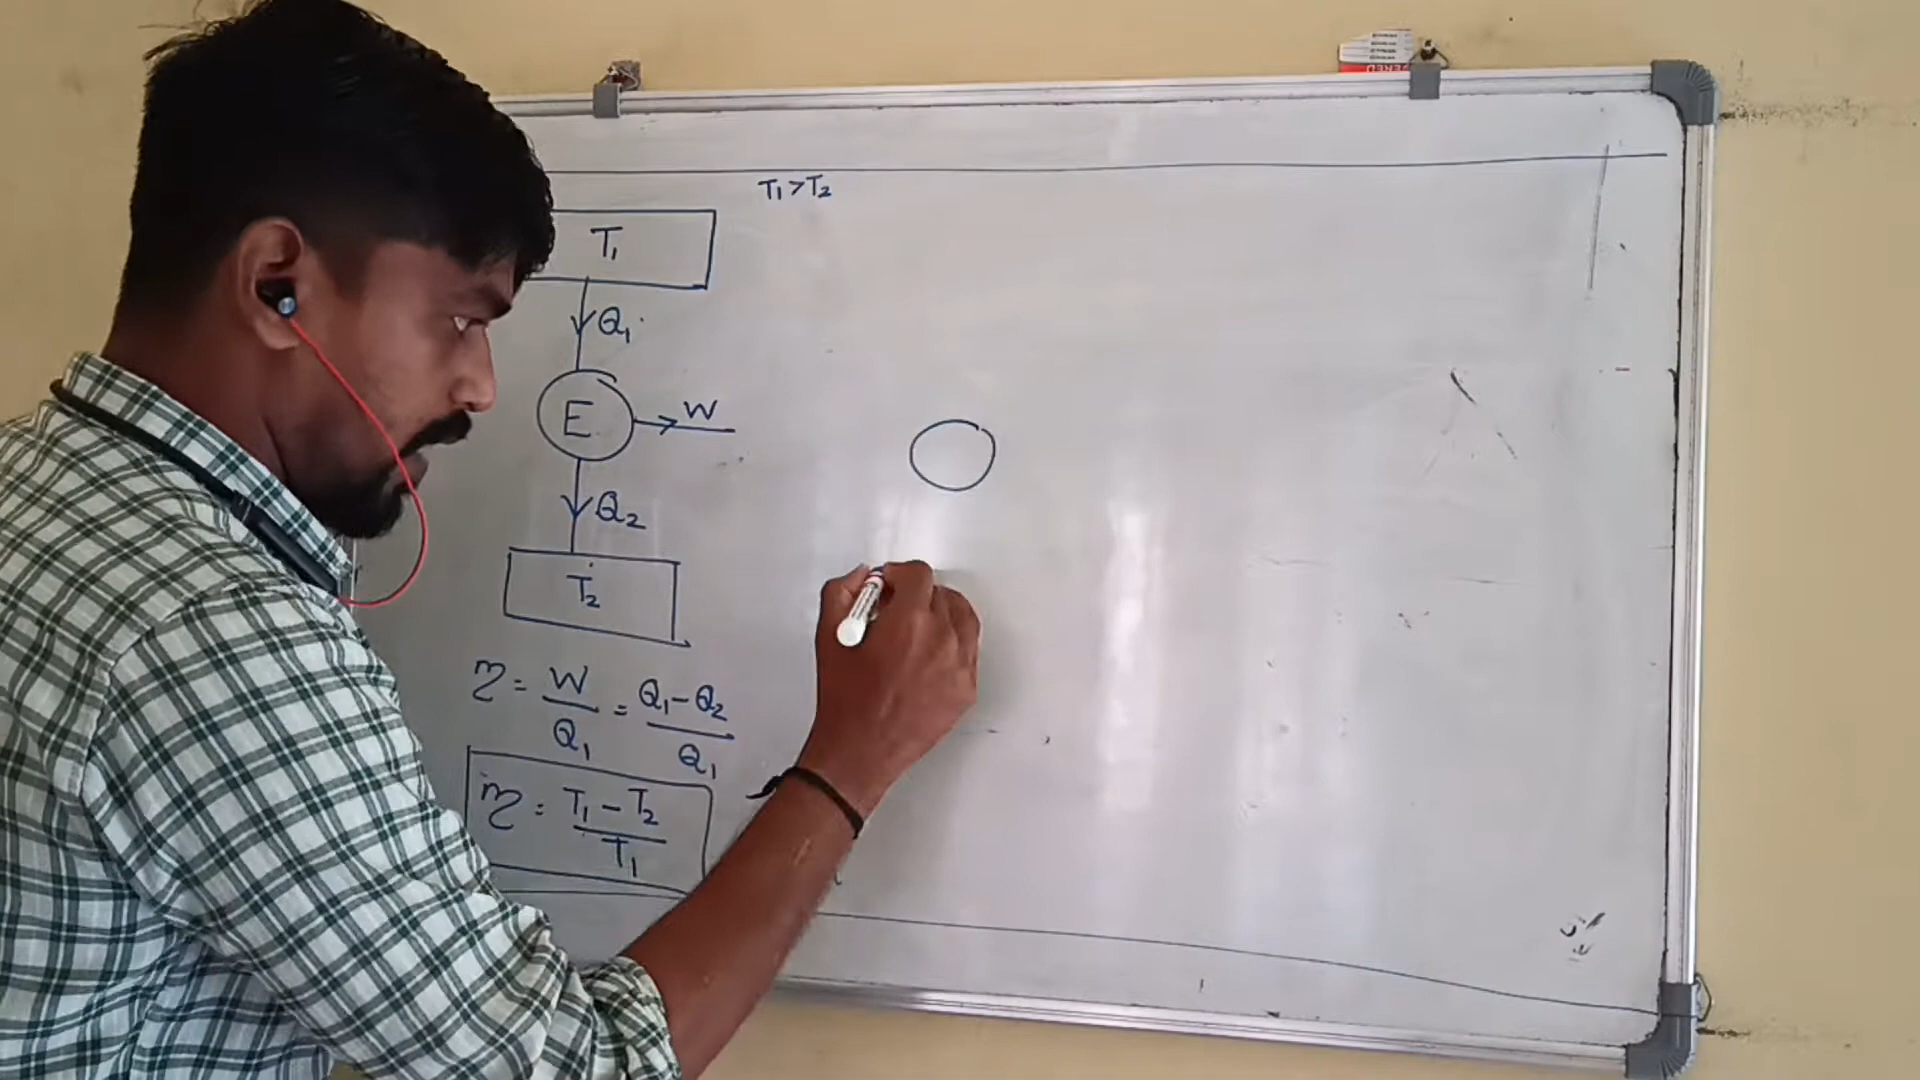 T₁ > T₂
T₁
Q₁
E
W
Q₂
T₂
η = W/Q₁ = Q₁ - Q₂/Q₁
η = T₁ - T₂/T₁